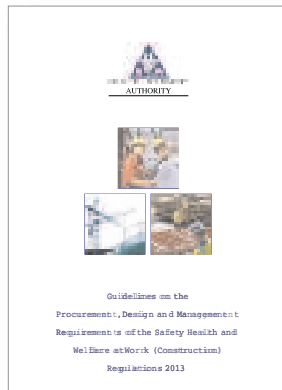 AUTHORITY
Guidelines on the
Procurement, Design and Management
Requirements of the Safety Health and
Welfare at Work (Construction)
Regulations 2013